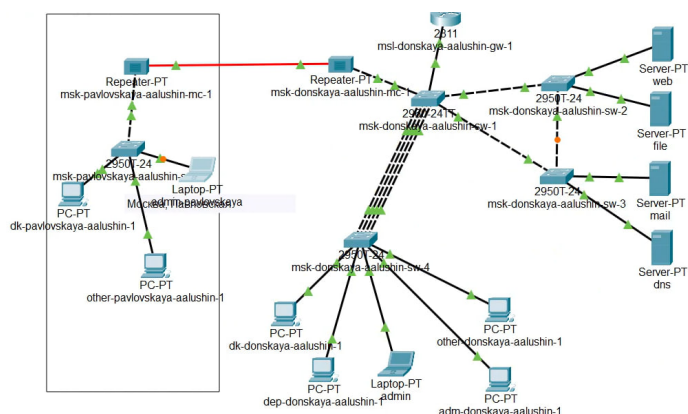 2811
msl-donskaya-aalushin-gw-1
Repeater-PT
msk-pavlovskaya-aalushin-mc-1
Repeater-PT
msk-donskaya-aalushin-mc-1
2960-24TT
msk-donskaya-aalushin-sw-1
2950T-24
msk-donskaya-aalushin-sw-2
Server-PT
web
Server-PT
file
2950T-24
msk-pavlovskaya-aalushin-s
Laptop-PT
admin-pavlovskaya
Москва, Павловская
PC-PT
dk-pavlovskaya-aalushin-1
PC-PT
other-pavlovskaya-aalushin-1
2950T-24
msk-donskaya-aalushin-sw-3
Server-PT
mail
Server-PT
dns
2950T-24
msk-donskaya-aalushin-sw-4
PC-PT
dk-donskaya-aalushin-1
PC-PT
other-donskaya-aalushin-1
PC-PT
dep-donskaya-aalushin-1
Laptop-PT
admin
PC-PT
adm-donskaya-aalushin-1